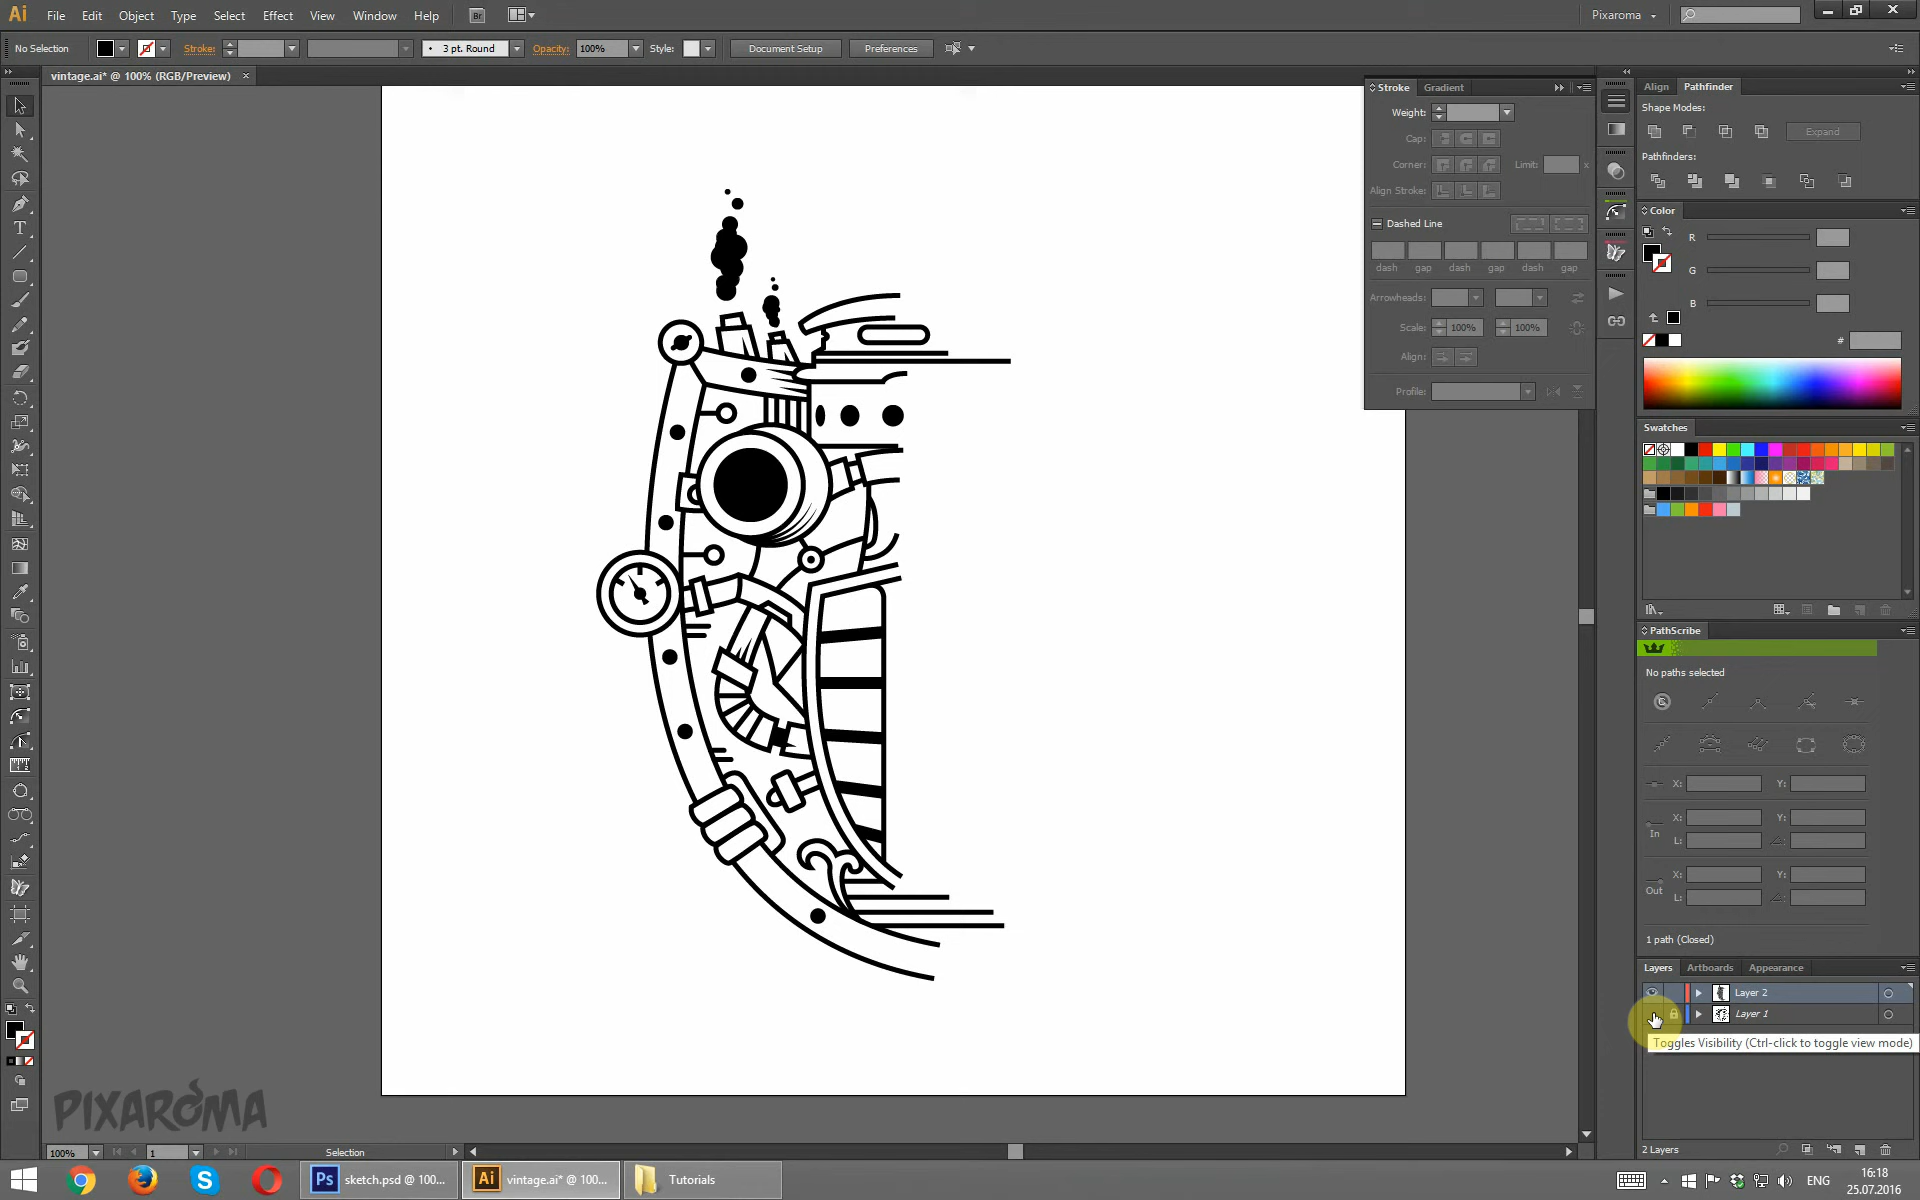 Ai File Edit Object Type Select Effect View Window Help Br Pixaroma
No Selection Stroke: 3 pt. Round Opacity: 100% Style: Document Setup Preferences
vintage.ai* @ 100% (RGB/Preview) ×
Stroke Gradient
Weight:
Cap:
Corner: Limit: x
Align Stroke:
Dashed Line
dash gap dash gap dash gap
Arrowheads:
Scale: 100% 100%
Align:
Profile:
Align Pathfinder
Shape Modes:
Expand
Pathfinders:
Color
R
G
B
#
Swatches
PathScribe
No paths selected
X: Y:
X: Y:
In
L:
X: Y:
Out
L:
1 path (Closed)
Layers Artboards Appearance
Layer 2
Layer 1
Toggles Visibility (Ctrl-click to toggle view mode)
2 Layers
PIXAROMA
100% 1 Selection
Ps sketch.psd @ 100... Ai vintage.ai* @ 100... Tutorials
ENG
16:18
25.07.2016